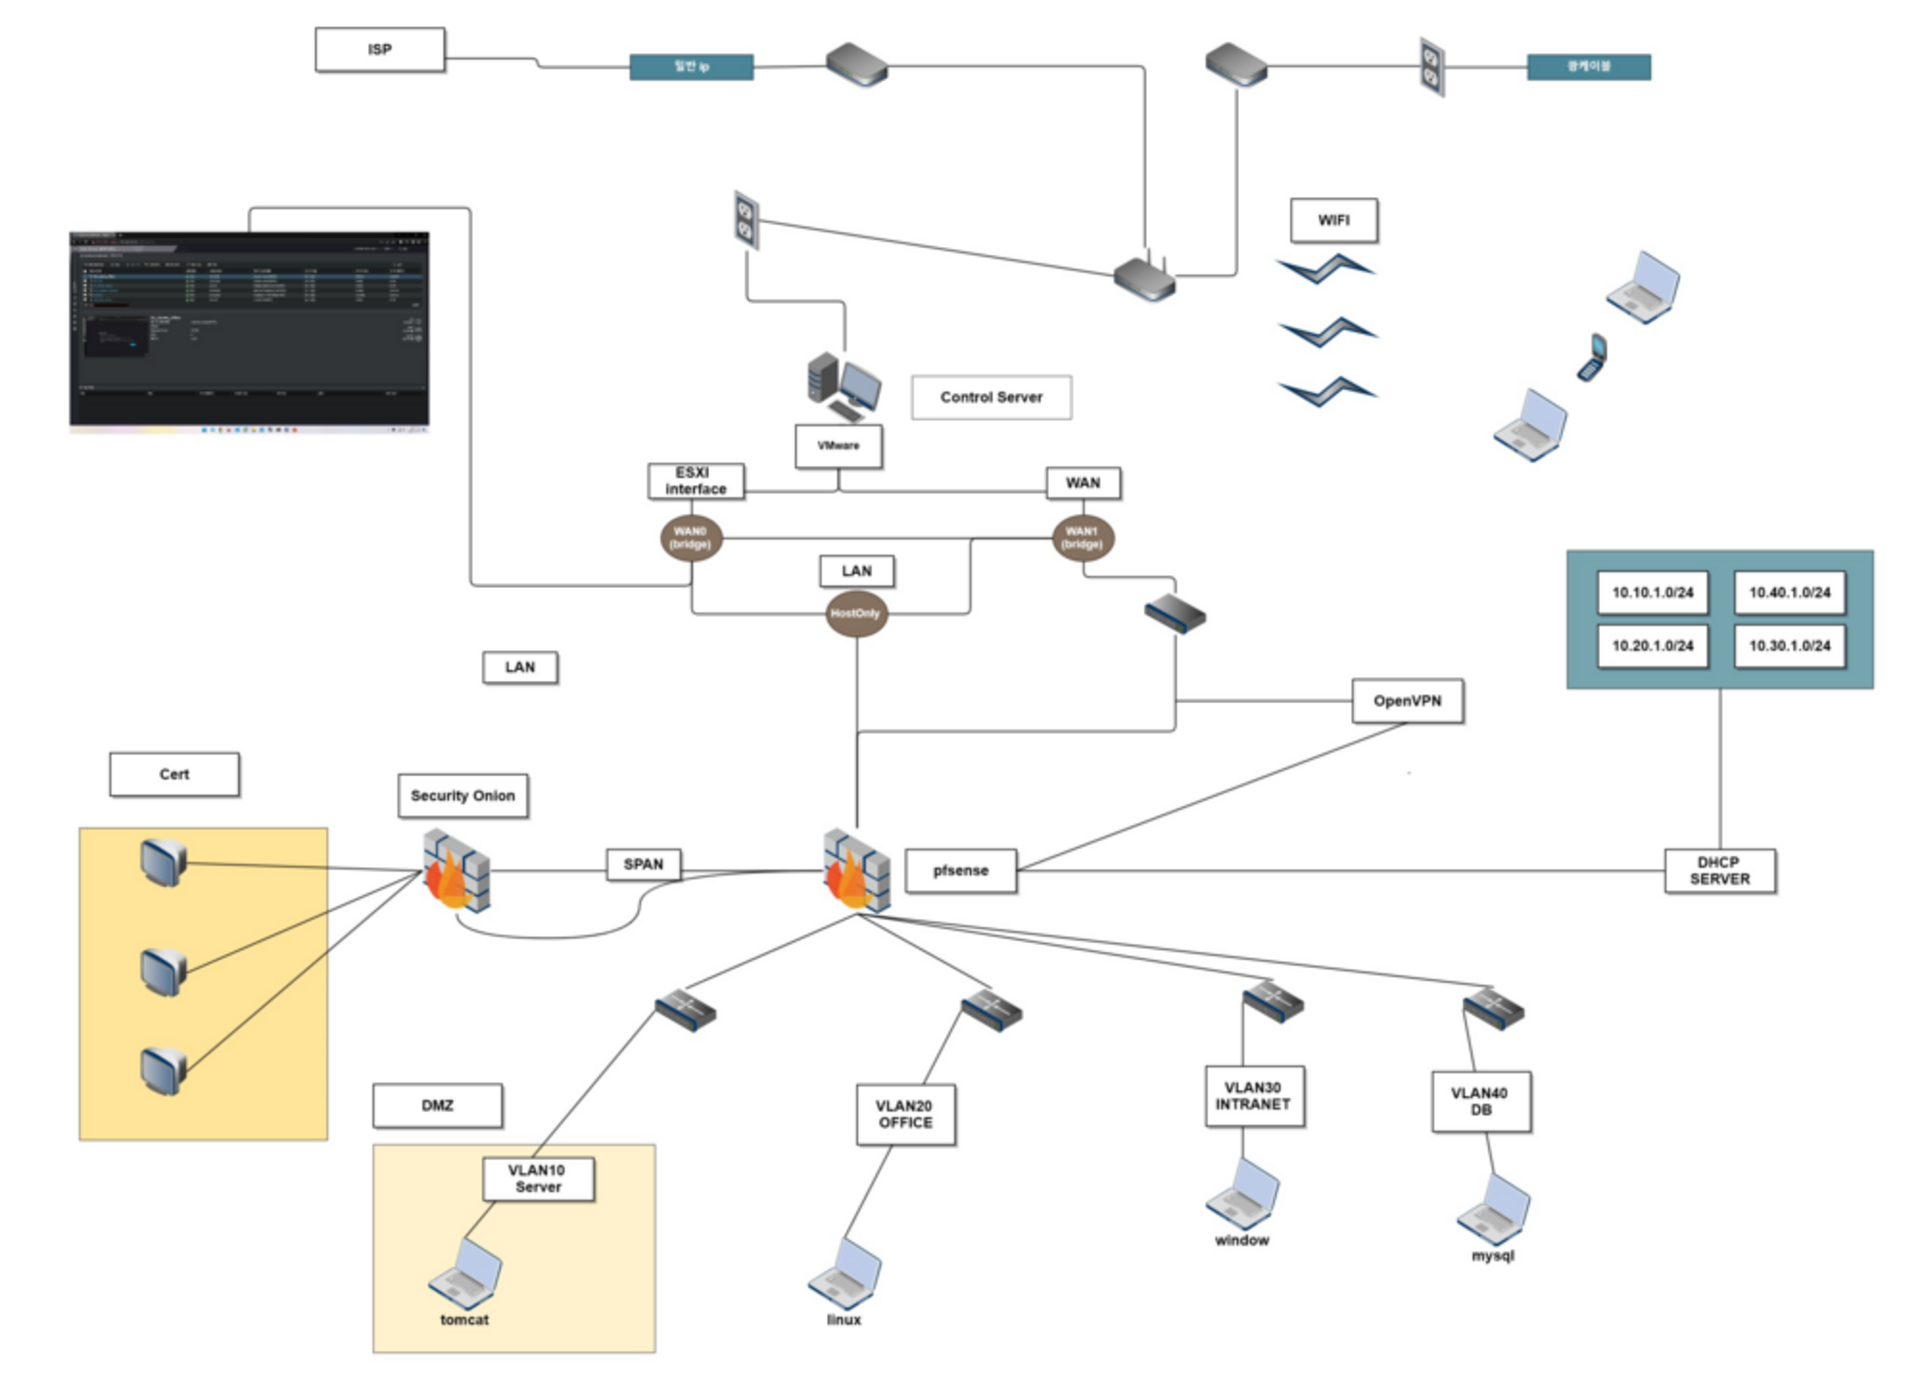 ISP
일반 ip
광케이블
WIFI
Control Server
VMware
ESXI
interface
WAN
WAN0
(bridge)
WAN1
(bridge)
LAN
HostOnly
10.10.1.0/24
10.40.1.0/24
10.20.1.0/24
10.30.1.0/24
LAN
OpenVPN
Cert
Security Onion
SPAN
pfsense
DHCP
SERVER
VLAN30
INTRANET
VLAN40
DB
DMZ
VLAN20
OFFICE
VLAN10
Server
window
mysql
tomcat
linux